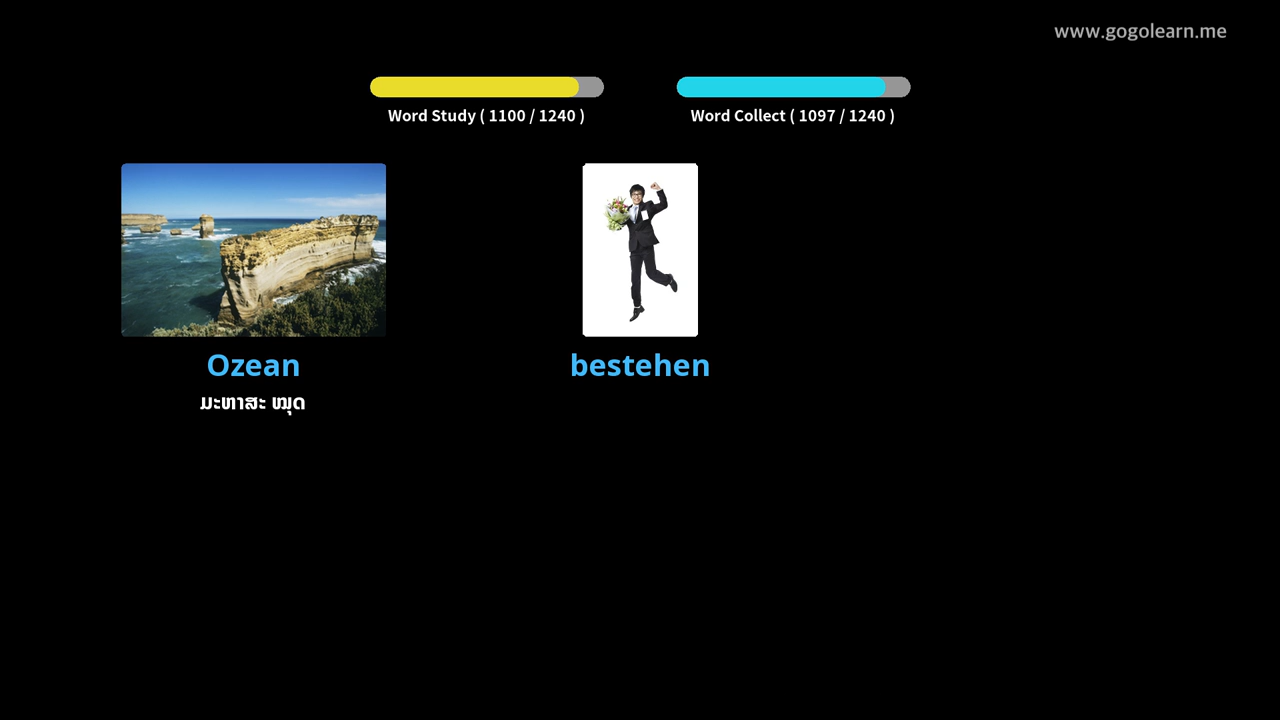 www.gogolearn.me
Word Study ( 1100 / 1240 )
Word Collect ( 1097 / 1240 )
Ozean
ມະຫາສະ ໝຸດ
bestehen